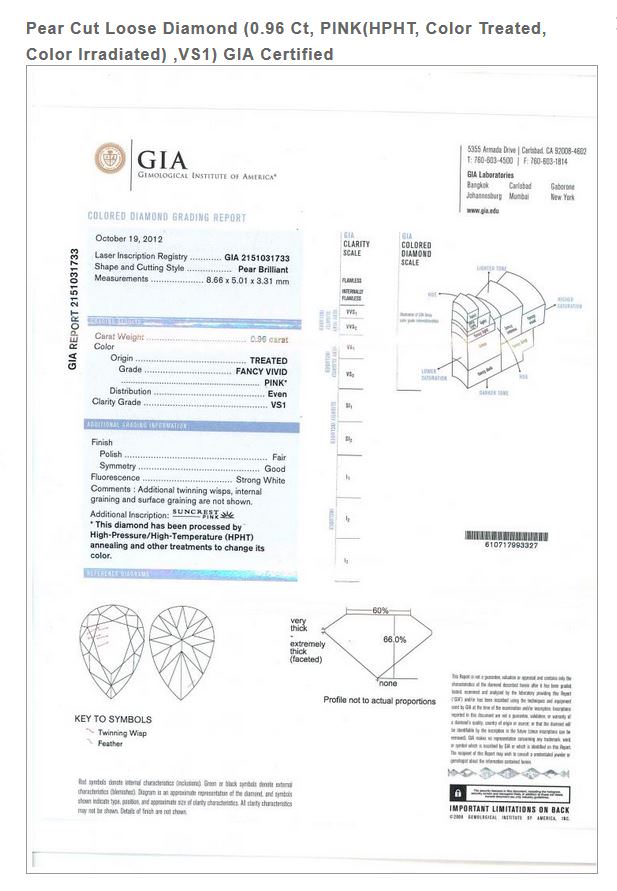 Pear Cut Loose Diamond (0.96 Ct, PINK(HPHT, Color Treated,
Color Irradiated) ,VS1) GIA Certified
GIA
GEMOLOGICAL INSTITUTE OF AMERICA®
5355 Armada Drive | Carlsbad, CA 92008-4602
T: 760-603-4500 | F: 760-603-1814
GIA Laboratories
Bangkok Carlsbad Gaborone
Johannesburg Mumbai New York
www.gia.edu
COLORED DIAMOND GRADING REPORT
October 19, 2012
Laser Inscription Registry ........... GIA 2151031733
Shape and Cutting Style ................. Pear Brilliant
Measurements .................... 8.66 x 5.01 x 3.31 mm
GIA REPORT 2151031733
Carat Weight ........................... 0.96 carat
Color
Origin ........................................ TREATED
Grade ................................. FANCY VIVID
............................................... PINK*
Distribution ..................................... Even
Clarity Grade ...................................... VS1
ADDITIONAL GRADING INFORMATION
Finish
Polish ............................................. Fair
Symmetry ........................................ Good
Fluorescence ............................... Strong White
Comments : Additional twinning wisps, internal
graining and surface graining are not shown.
Additional Inscription: SUNCREST PINK
* This diamond has been processed by
High-Pressure/High-Temperature (HPHT)
annealing and other treatments to change its
color.
REFERENCE DIAGRAMS
GIA
CLARITY
SCALE
FLAWLESS
INTERNALLY
FLAWLESS
VVS1
VVS2
VS1
VS2
SI1
SI2
I1
I2
I3
GIA
COLORED
DIAMOND
SCALE
LIGHTER TONE
HUE
HIGHER
SATURATION
LOWER
SATURATION
HUE
DARKER TONE
610717993327
very
thick
-
extremely
thick
(faceted)
60%
66.0%
none
Profile not to actual proportions
KEY TO SYMBOLS
Twinning Wisp
Feather
Red symbols denote internal characteristics (inclusions). Green or black symbols denote external
characteristics (blemishes). Diagram is an approximate representation of the diamond, and symbols
shown indicate type, position, and approximate size of clarity characteristics. All clarity characteristics
may not be shown. Details of finish are not shown.
IMPORTANT LIMITATIONS ON BACK
©2009 GEMOLOGICAL INSTITUTE OF AMERICA, INC.